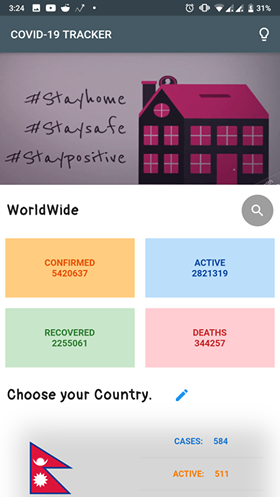 3:24
31%
COVID-19 TRACKER
#Stayhome
#Staysafe
#Staypositive
WorldWide
CONFIRMED
5420637
ACTIVE
2821319
RECOVERED
2255061
DEATHS
344257
Choose your Country.
CASES: 584
ACTIVE: 511